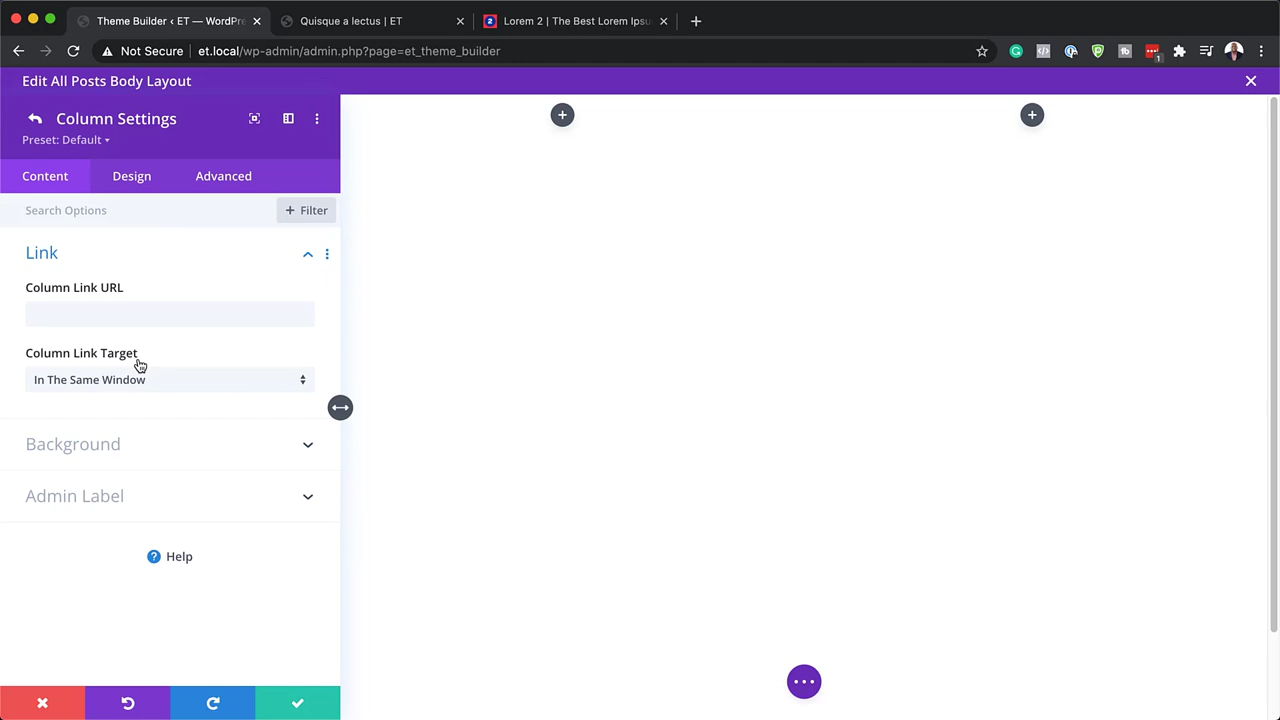 Theme Builder ‹ ET — WordPre
Quisque a lectus | ET
2
Lorem 2 | The Best Lorem Ipsu
Not Secure
et.local/wp-admin/admin.php?page=et_theme_builder
1
Edit All Posts Body Layout
Column Settings
Preset: Default
Content
Design
Advanced
Search Options
+ Filter
Link
Column Link URL
Column Link Target
In The Same Window
Background
Admin Label
? Help